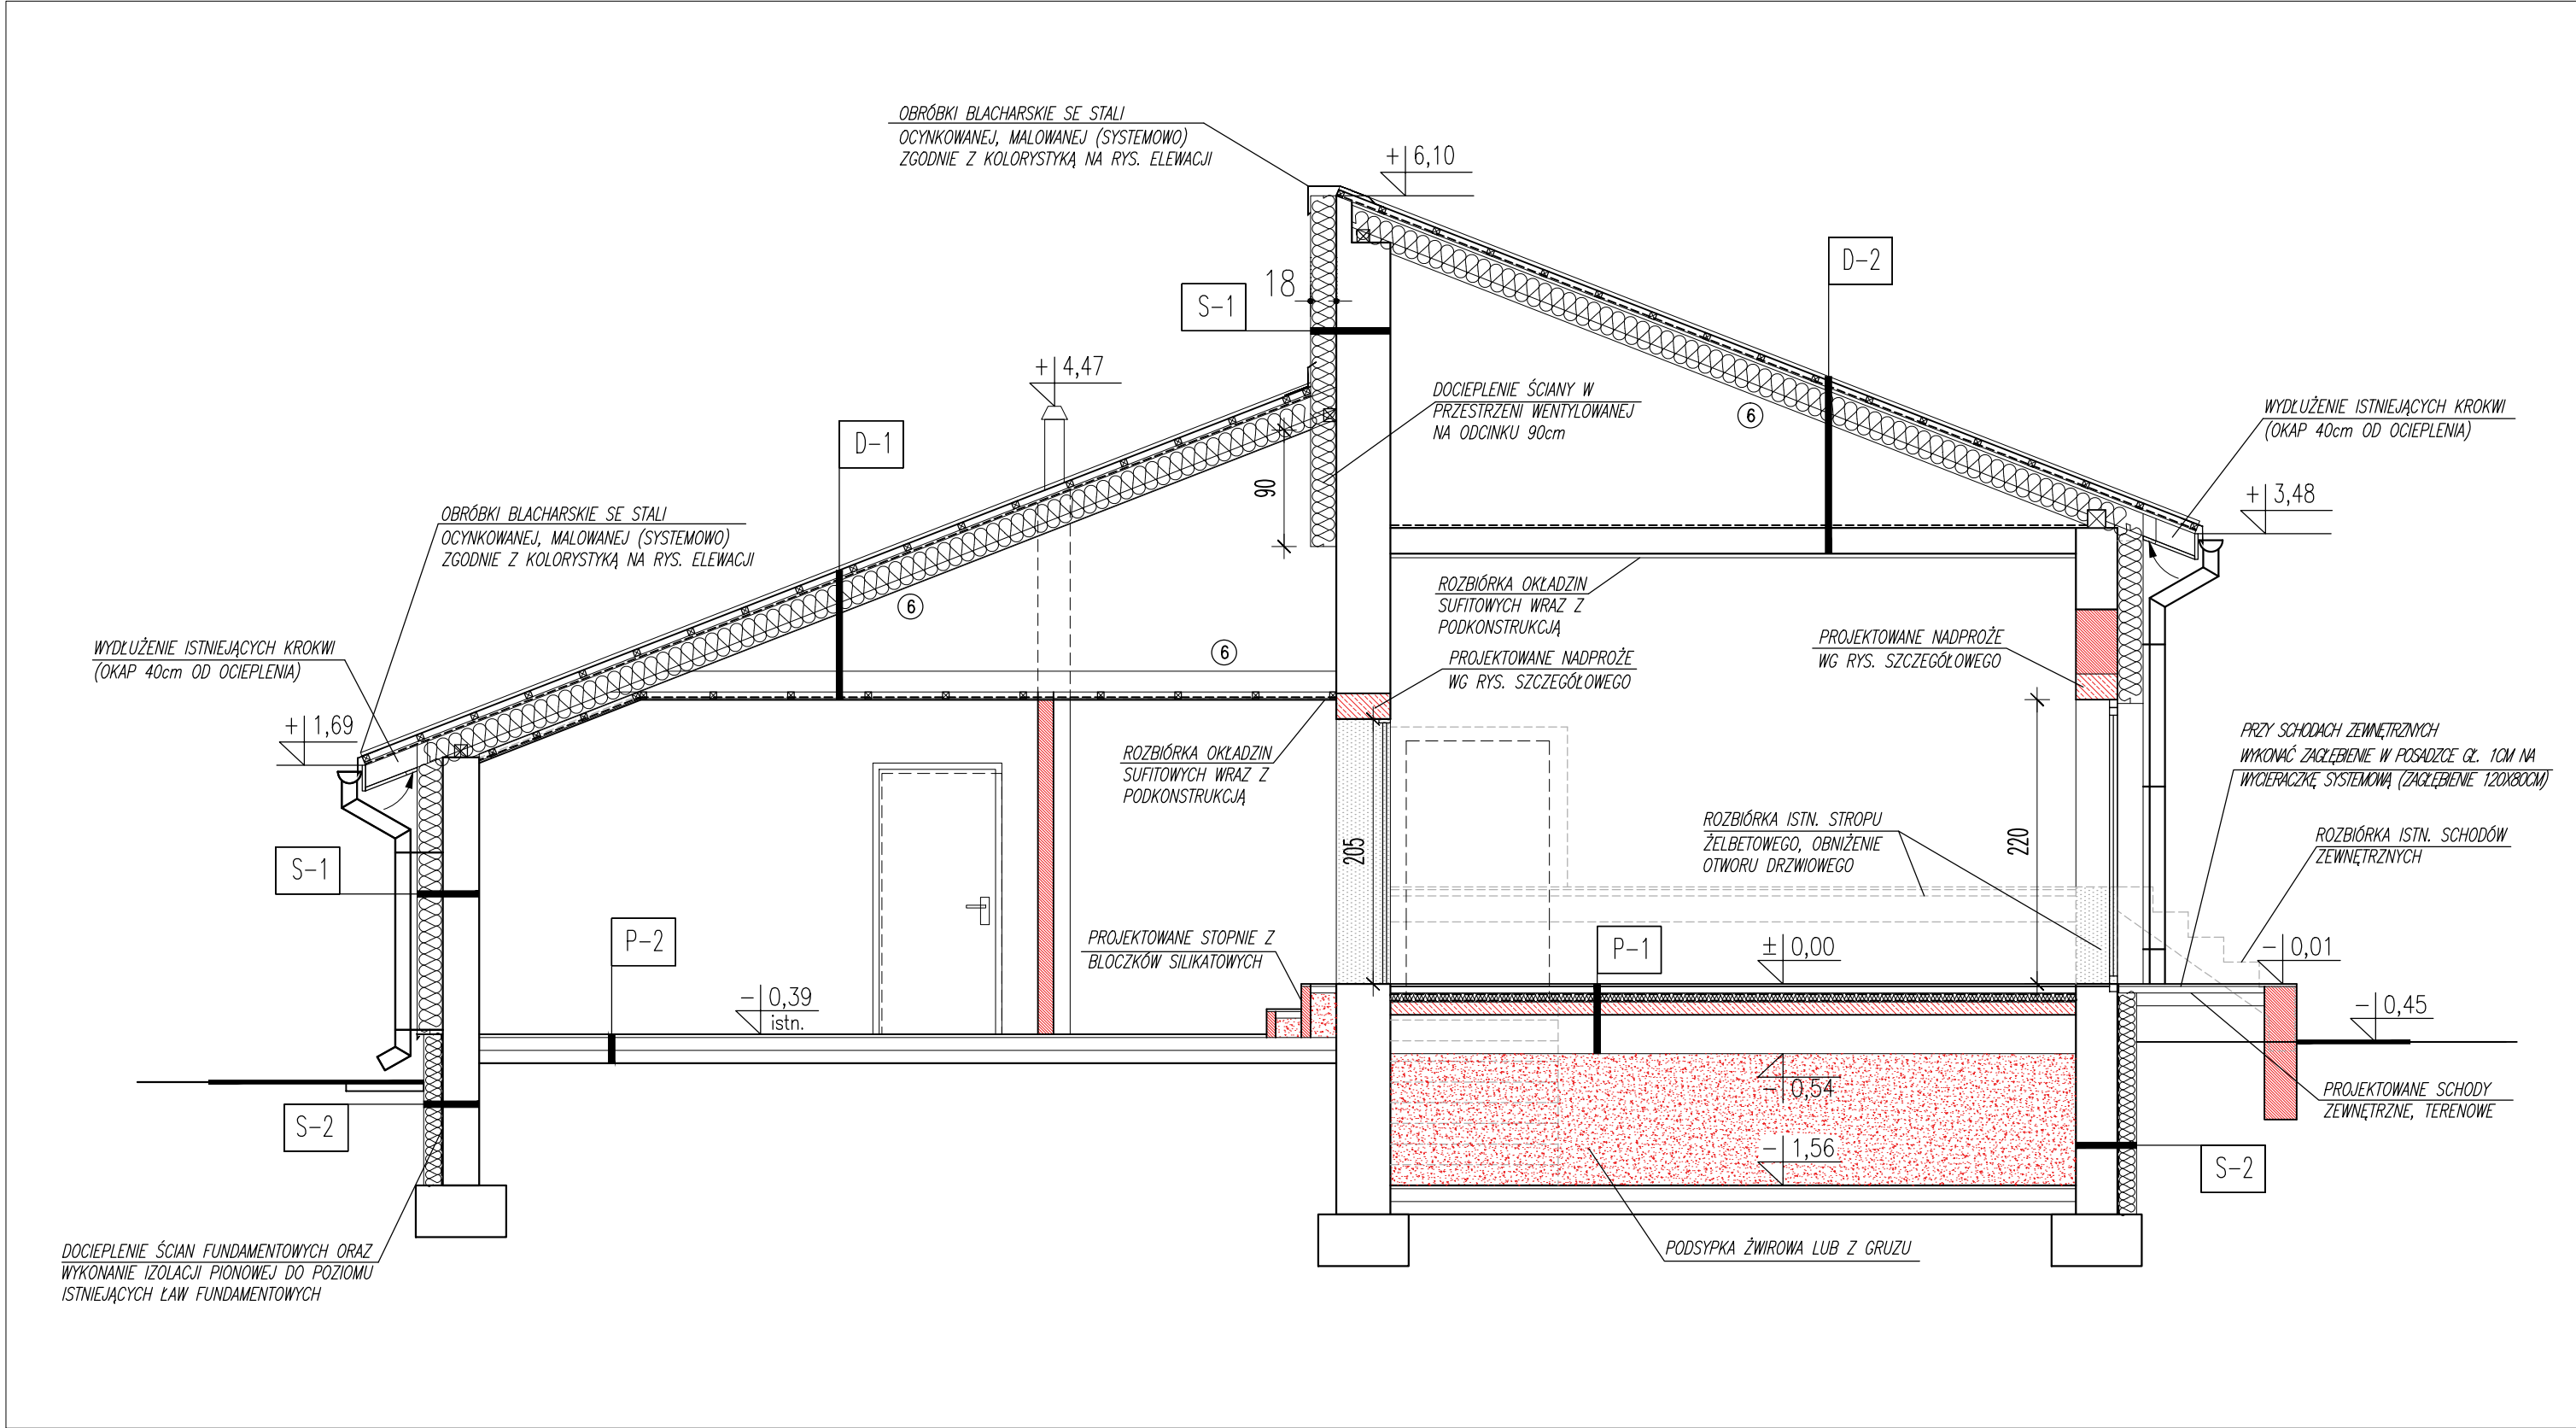 OBRÓBKI BLACHARSKIE SE STALI
OCYNKOWANEJ, MALOWANEJ (SYSTEMOWO)
ZGODNIE Z KOLORYSTYKĄ NA RYS. ELEWACJI
+ 6,10
D-2
S-1
18
+ 4,47
DOCIEPLENIE ŚCIANY W
PRZESTRZENI WENTYLOWANEJ
NA ODCINKU 90cm
6
WYDŁUŻENIE ISTNIEJĄCYCH KROKWI
(OKAP 40cm OD OCIEPLENIA)
D-1
90
+ 3,48
OBRÓBKI BLACHARSKIE SE STALI
OCYNKOWANEJ, MALOWANEJ (SYSTEMOWO)
ZGODNIE Z KOLORYSTYKĄ NA RYS. ELEWACJI
6
ROZBIÓRKA OKŁADZIN
SUFITOWYCH WRAZ Z
PODKONSTRUKCJĄ
WYDŁUŻENIE ISTNIEJĄCYCH KROKWI
(OKAP 40cm OD OCIEPLENIA)
6
PROJEKTOWANE NADPROŻE
WG RYS. SZCZEGÓŁOWEGO
PROJEKTOWANE NADPROŻE
WG RYS. SZCZEGÓŁOWEGO
+ 1,69
ROZBIÓRKA OKŁADZIN
SUFITOWYCH WRAZ Z
PODKONSTRUKCJĄ
PRZY SCHODACH ZEWNĘTRZNYCH
WYKONAĆ ZAGŁĘBIENIE W POSADZCE GŁ. 1CM NA
WYCIERACZKĘ SYSTEMOWĄ (ZAGŁĘBIENIE 120X80CM)
205
ROZBIÓRKA ISTN. STROPU
ŻELBETOWEGO, OBNIŻENIE
OTWORU DRZWIOWEGO
220
ROZBIÓRKA ISTN. SCHODÓW
ZEWNĘTRZNYCH
S-1
P-2
PROJEKTOWANE STOPNIE Z
BLOCZKÓW SILIKATOWYCH
P-1
± 0,00
- 0,01
- 0,39
istn.
- 0,45
- 0,54
PROJEKTOWANE SCHODY
ZEWNĘTRZNE, TERENOWE
S-2
- 1,56
S-2
DOCIEPLENIE ŚCIAN FUNDAMENTOWYCH ORAZ
WYKONANIE IZOLACJI PIONOWEJ DO POZIOMU
ISTNIEJĄCYCH ŁAW FUNDAMENTOWYCH
PODSYPKA ŻWIROWA LUB Z GRUZU